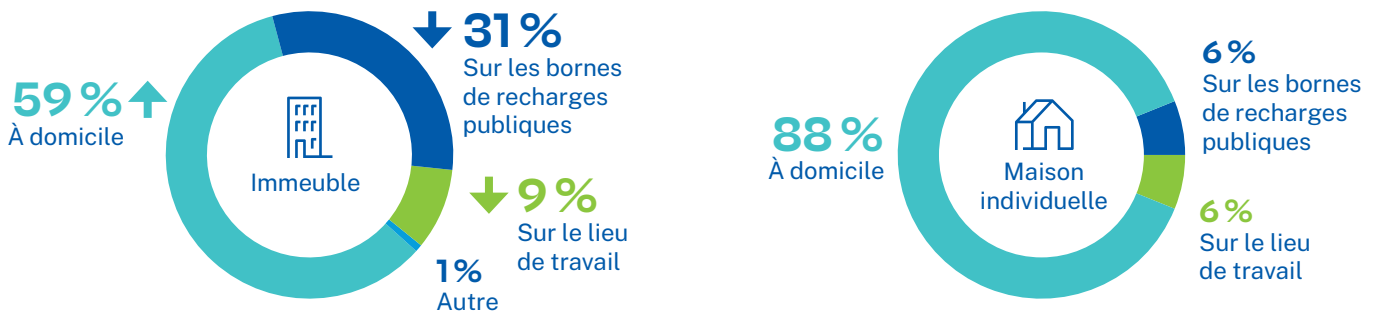 59 %
À domicile
31 %
Sur les bornes
de recharges
publiques
Immeuble
9 %
Sur le lieu
de travail
1 %
Autre
88 %
À domicile
Maison
individuelle
6 %
Sur les bornes
de recharges
publiques
6 %
Sur le lieu
de travail